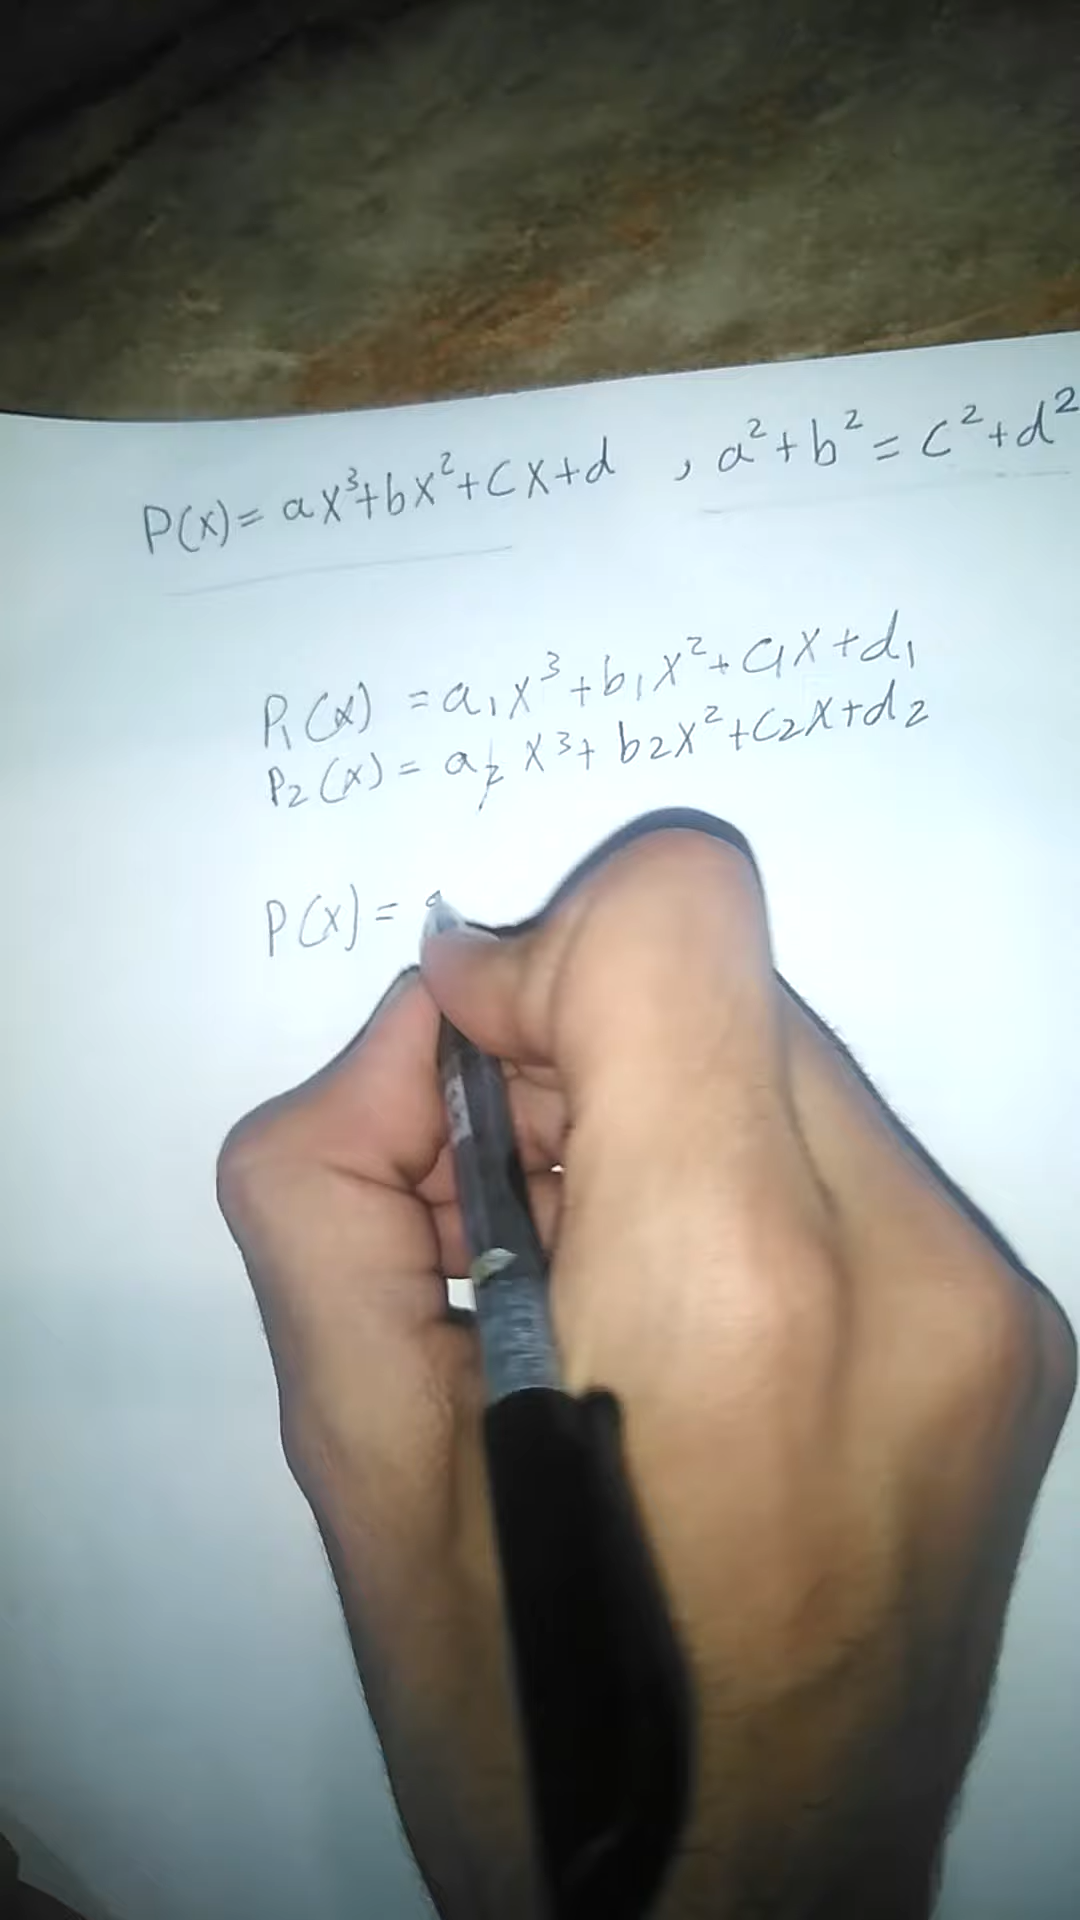 P(x) = ax³+bx²+cx+d , a²+b² = c²+d²
P₁(x) = a₁x³+b₁x²+c₁x+d₁
P₂(x) = a₂x³+b₂x²+c₂x+d₂
P(x) =